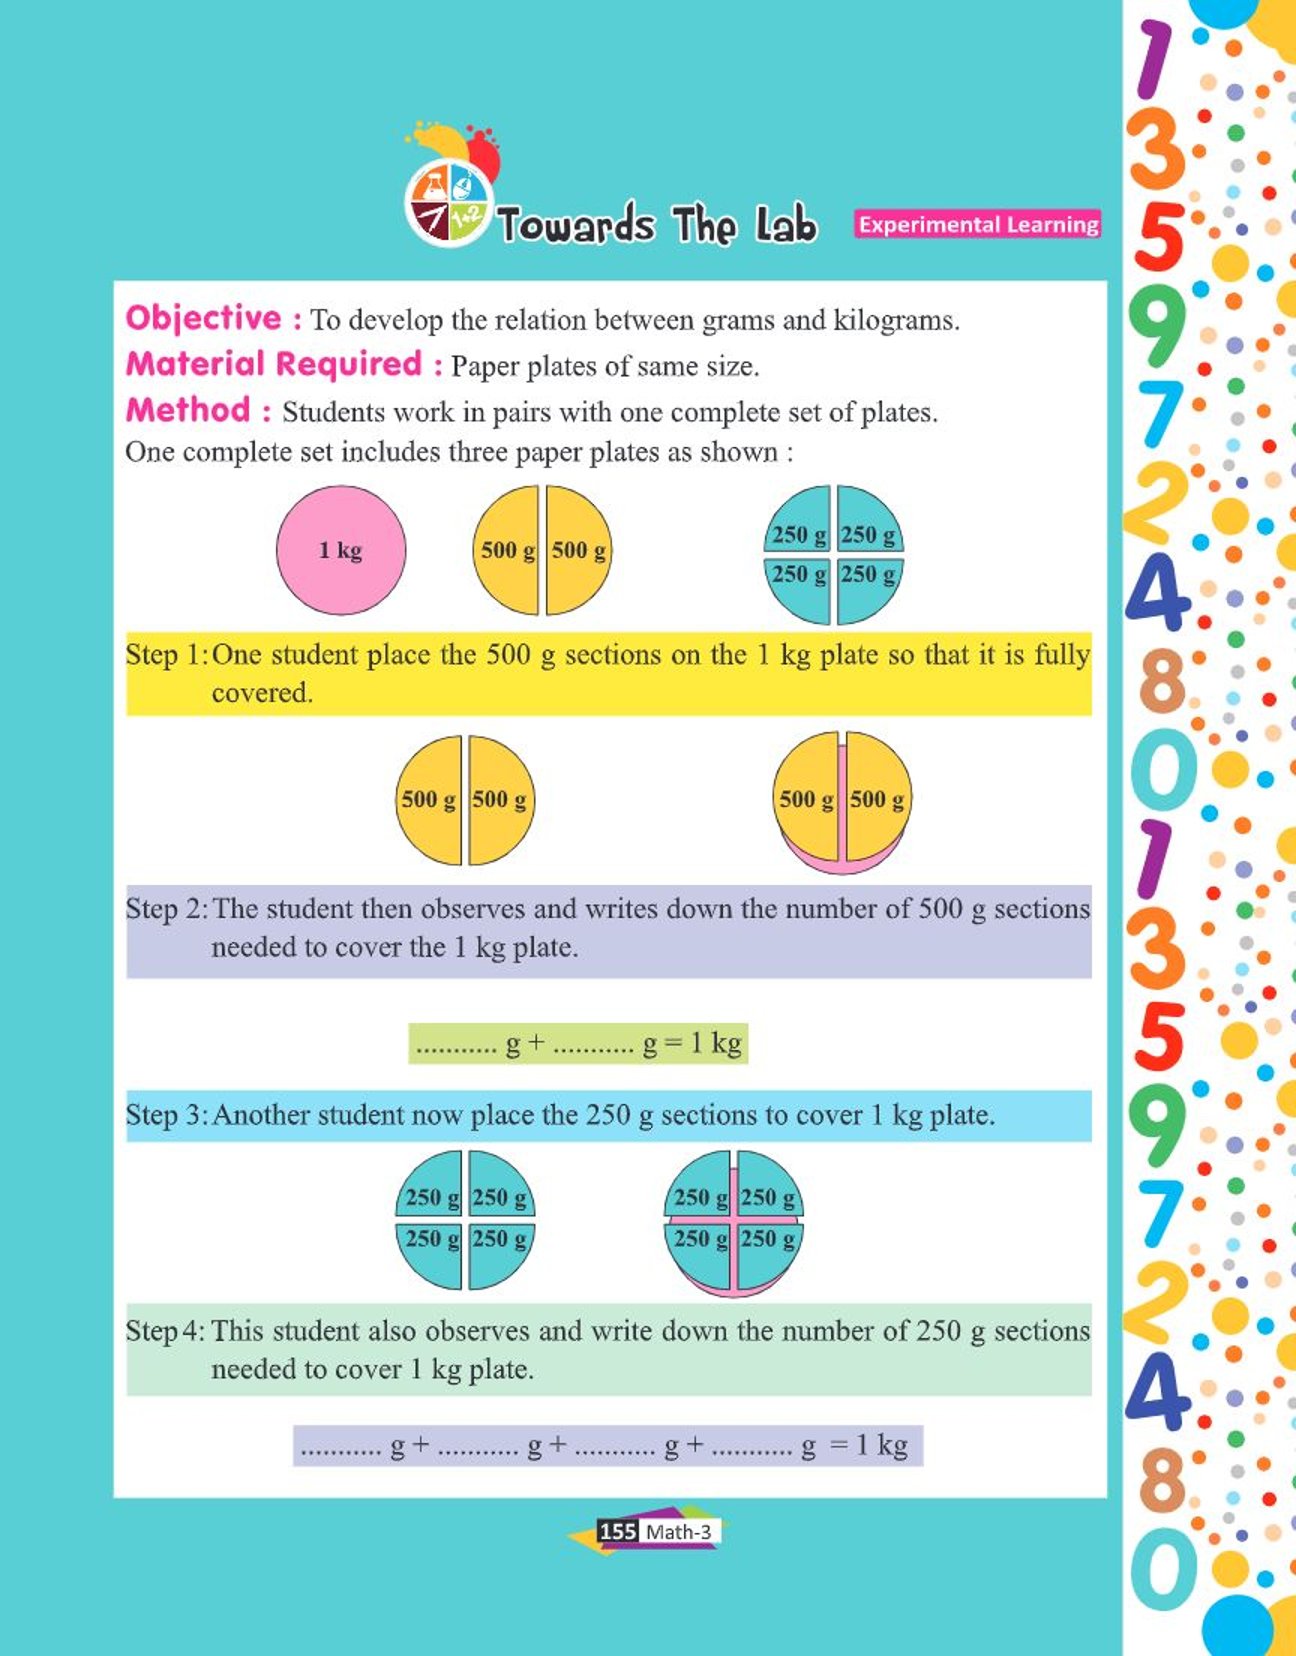 1+2
Towards The Lab
Experimental Learning
Objective : To develop the relation between grams and kilograms.
Material Required : Paper plates of same size.
Method : Students work in pairs with one complete set of plates.
One complete set includes three paper plates as shown :
1 kg
500 g 500 g
250 g 250 g
250 g 250 g
Step 1: One student place the 500 g sections on the 1 kg plate so that it is fully
covered.
500 g 500 g
500 g 500 g
Step 2: The student then observes and writes down the number of 500 g sections
needed to cover the 1 kg plate.
........... g + ........... g = 1 kg
Step 3: Another student now place the 250 g sections to cover 1 kg plate.
250 g 250 g
250 g 250 g
250 g 250 g
250 g 250 g
Step 4: This student also observes and write down the number of 250 g sections
needed to cover 1 kg plate.
........... g + ........... g + ........... g + ........... g = 1 kg
155 Math-3
1
3
5
9
7
2
4
8
0
1
3
5
9
7
2
4
8
0